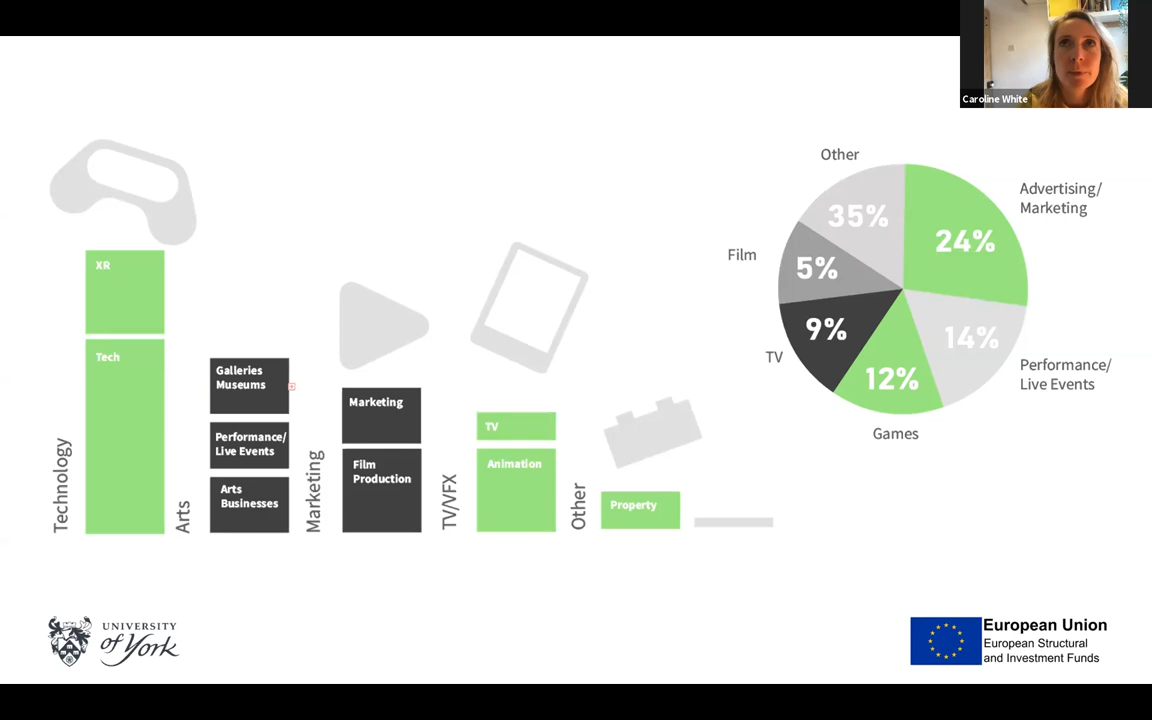 Caroline White
XR
Tech
Technology
Galleries
Museums
Performance/
Live Events
Arts
Businesses
Arts
Marketing
Film
Production
Marketing
TV
Animation
TV/VFX
Property
Other
Other
35%
Advertising/
Marketing
24%
Film
5%
14%
Performance/
Live Events
TV
9%
12%
Games
UNIVERSITY
of York
European Union
European Structural
and Investment Funds